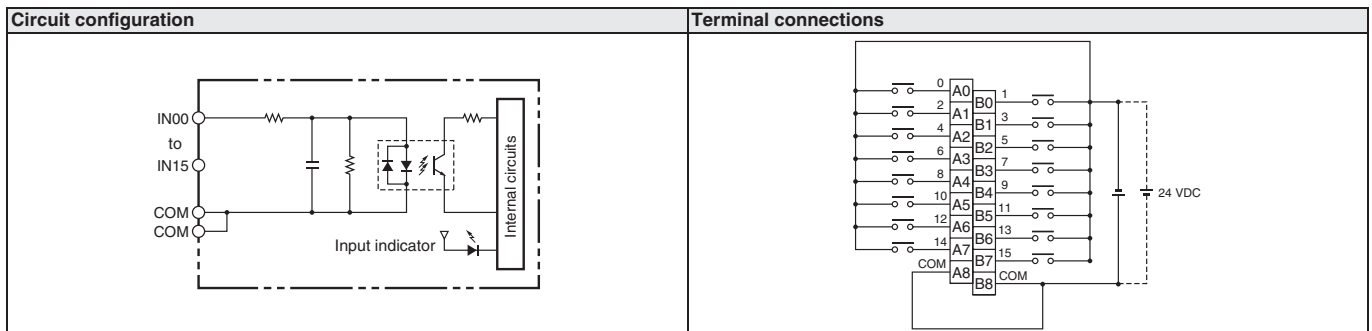 Circuit configuration
Terminal connections
IN00
to
IN15
COM
COM
Input indicator
Internal circuits
0
A0
B0
1
2
A1
B1
3
4
A2
B2
5
6
A3
B3
7
8
A4
B4
9
10
A5
B5
11
12
A6
B6
13
14
A7
B7
15
COM
A8
B8
COM
24 VDC